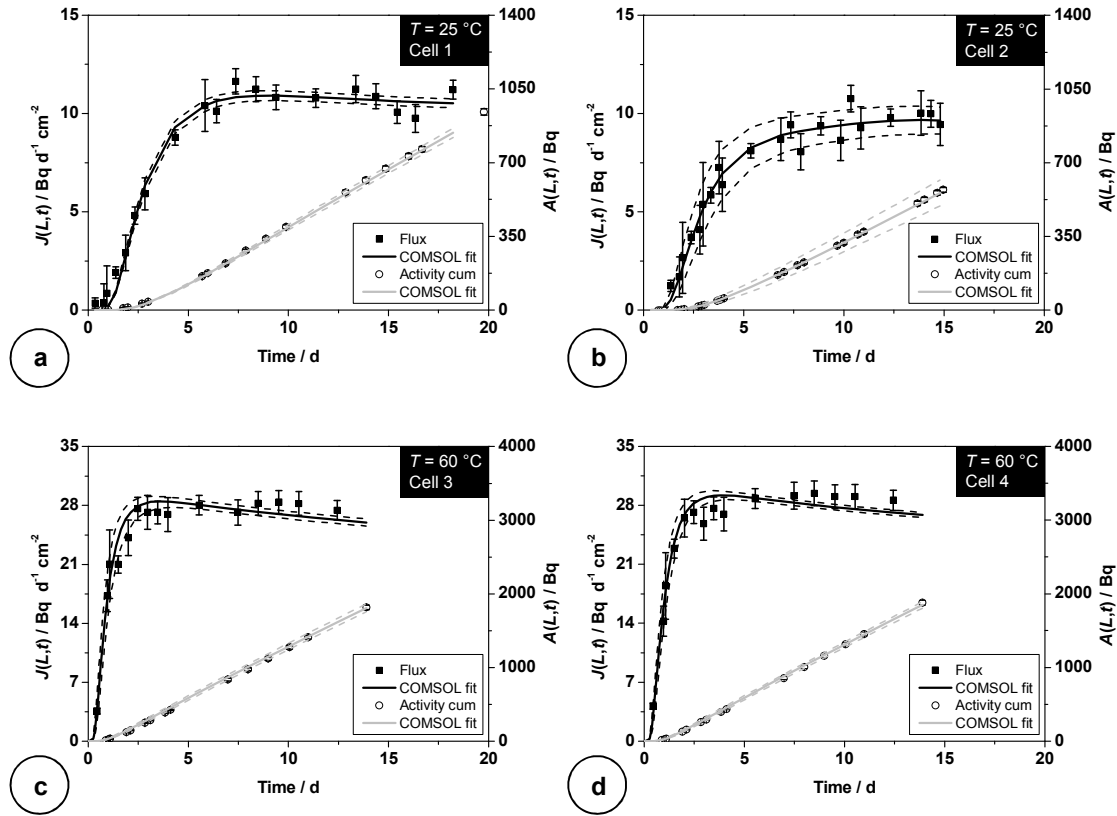 15
10
5
0
J(L,t) / Bq d⁻¹ cm⁻²
T = 25 °C
Cell 1
Flux
COMSOL fit
Activity cum
COMSOL fit
1400
1050
700
350
0
A(L,t) / Bq
0 5 10 15 20
Time / d
a
15
10
5
0
J(L,t) / Bq d⁻¹ cm⁻²
T = 25 °C
Cell 2
Flux
COMSOL fit
Activity cum
COMSOL fit
1400
1050
700
350
0
A(L,t) / Bq
0 5 10 15 20
Time / d
b
35
28
21
14
7
0
J(L,t) / Bq d⁻¹ cm⁻²
T = 60 °C
Cell 3
Flux
COMSOL fit
Activity cum
COMSOL fit
4000
3000
2000
1000
0
A(L,t) / Bq
0 5 10 15 20
Time / d
c
35
28
21
14
7
0
J(L,t) / Bq d⁻¹ cm⁻²
T = 60 °C
Cell 4
Flux
COMSOL fit
Activity cum
COMSOL fit
4000
3000
2000
1000
0
A(L,t) / Bq
0 5 10 15 20
Time / d
d